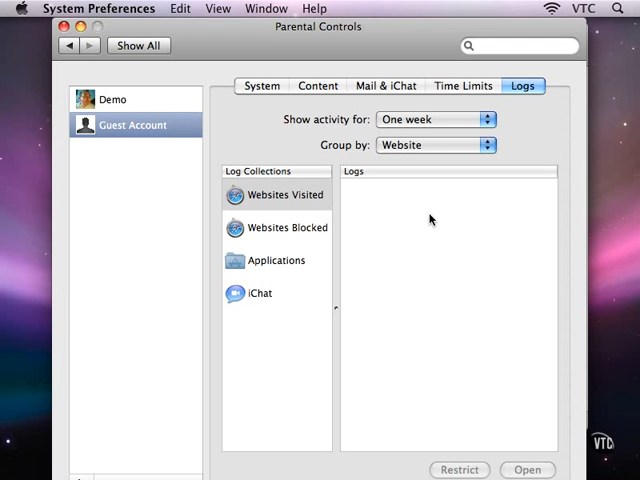 System Preferences Edit View Window Help VTC
Parental Controls
Show All
System Content Mail & iChat Time Limits Logs
Demo
Guest Account
Show activity for: One week
Group by: Website
Log Collections Logs
Websites Visited
Websites Blocked
Applications
iChat
VTC
Restrict Open